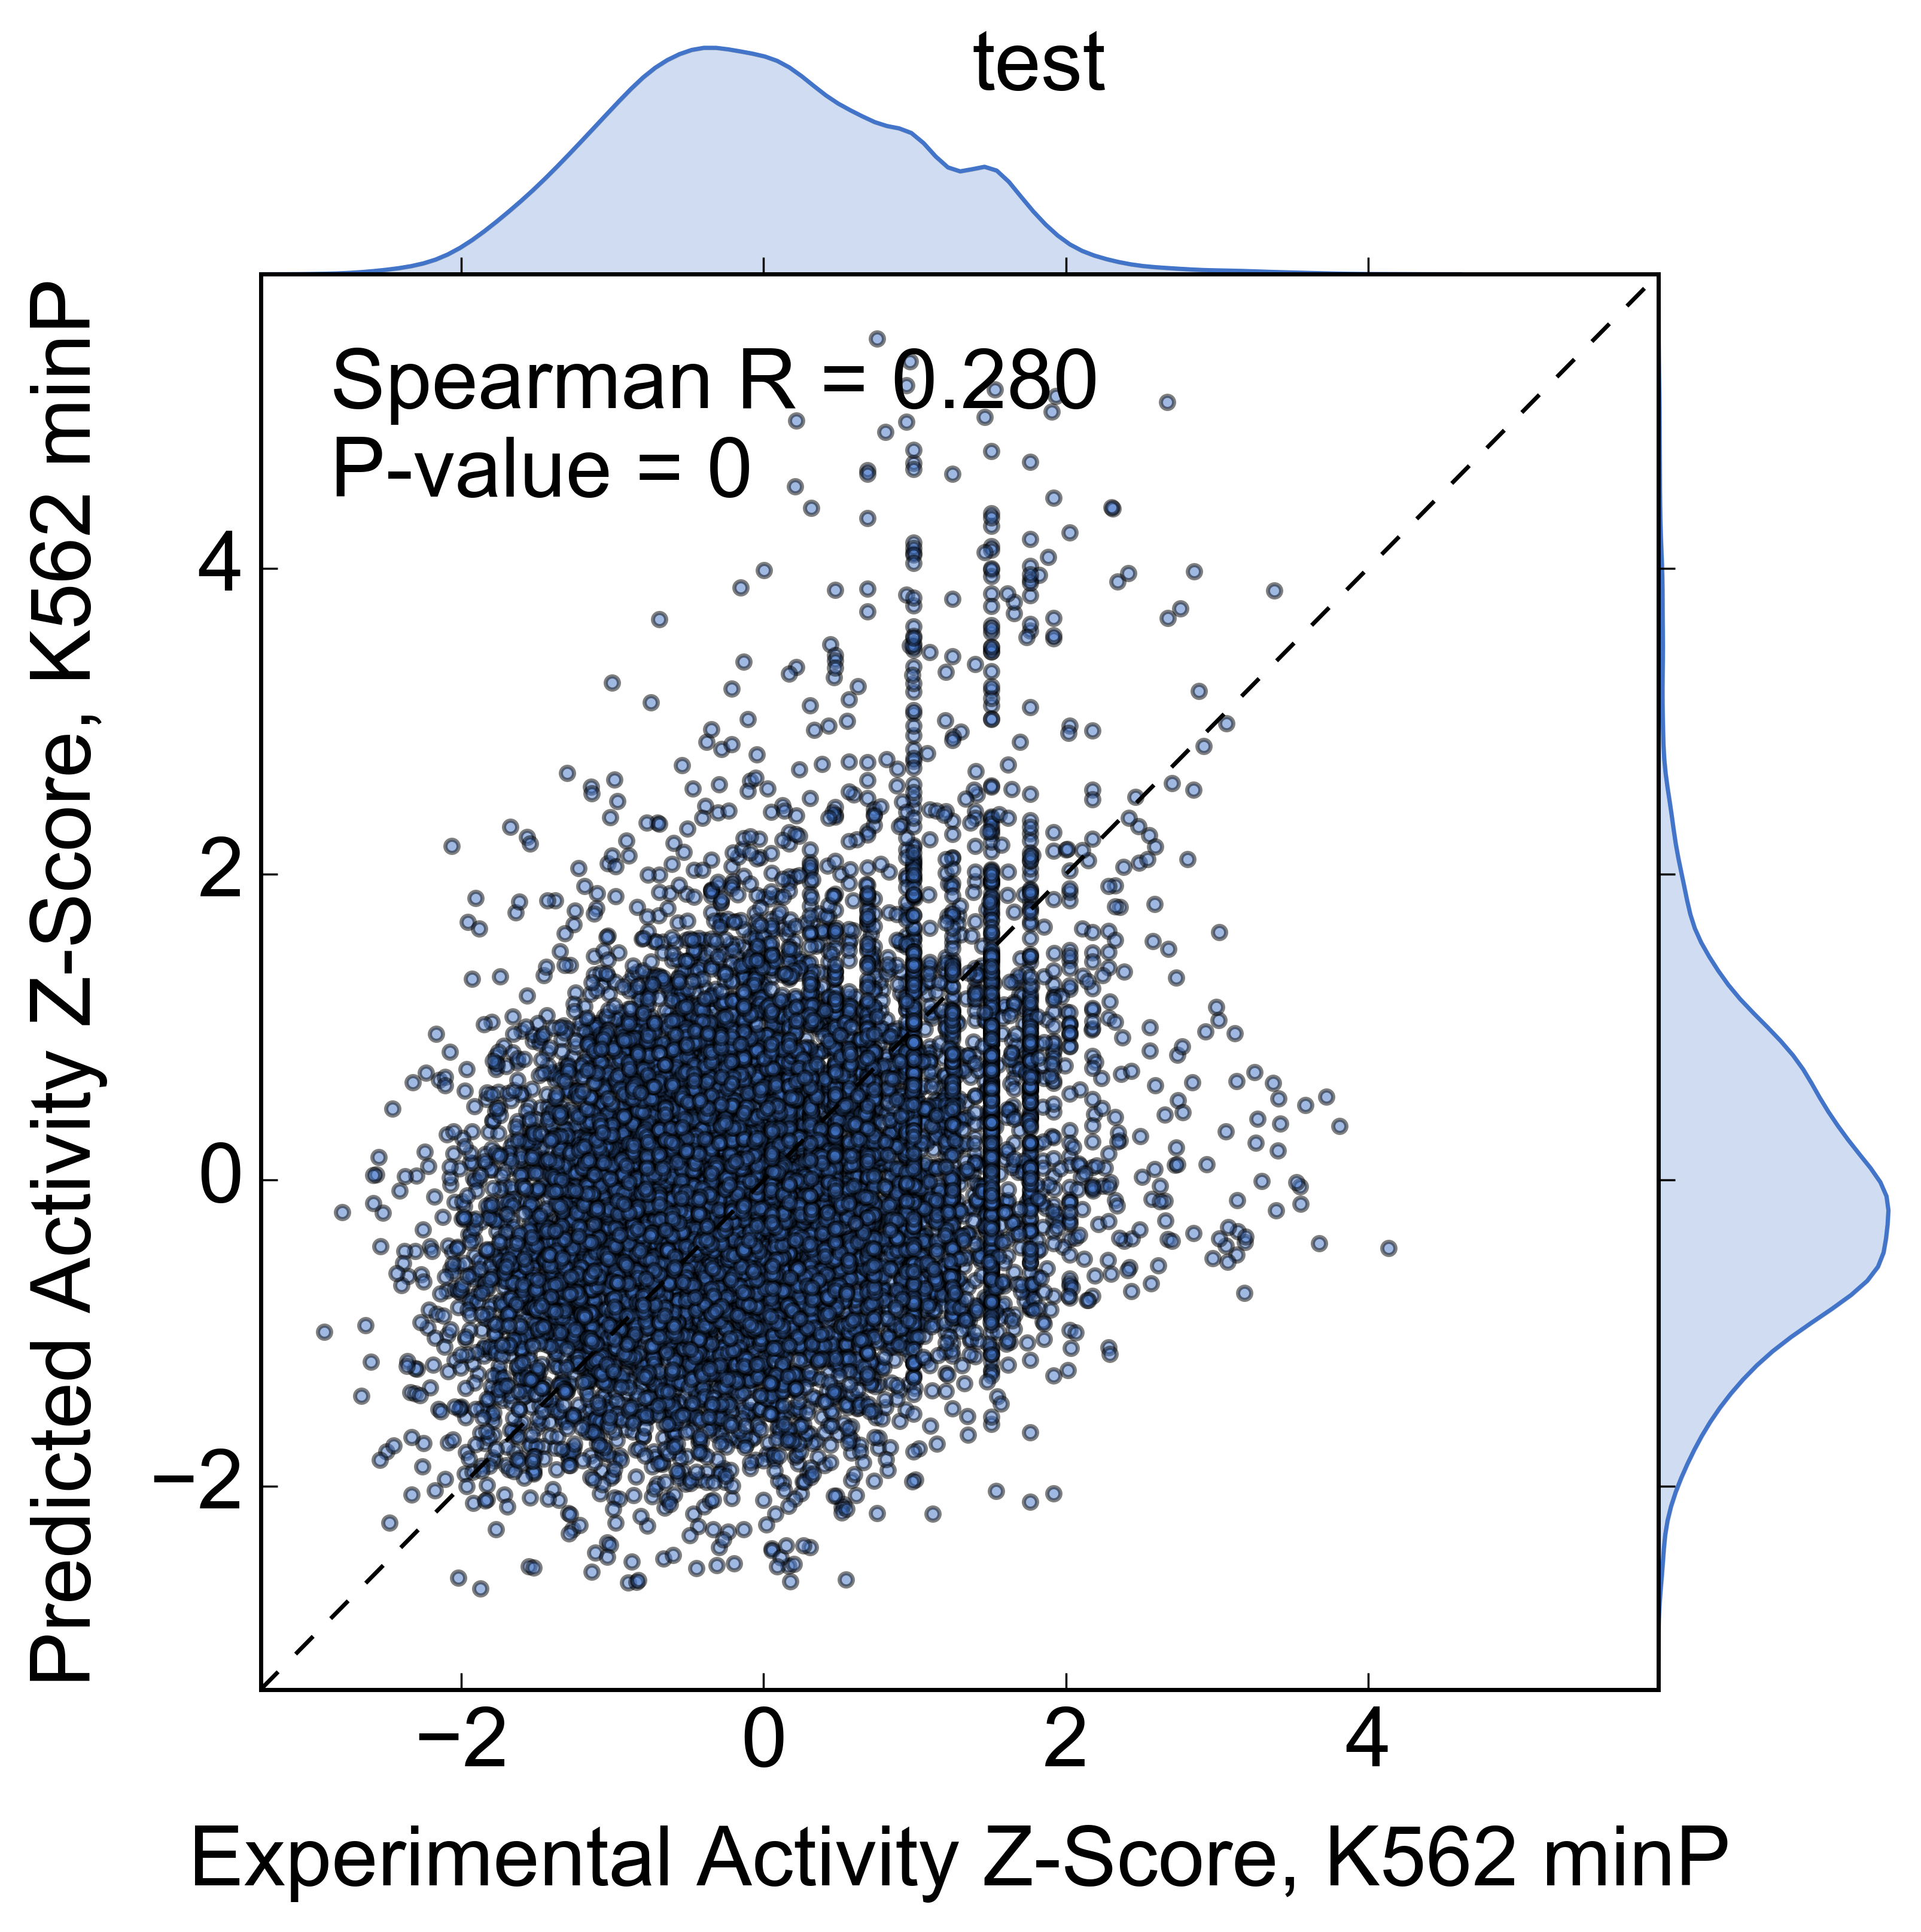 test
Spearman R = 0.280
P-value = 0
Predicted Activity Z-Score, K562 minP
4
2
0
−2
−2 0 2 4
Experimental Activity Z-Score, K562 minP